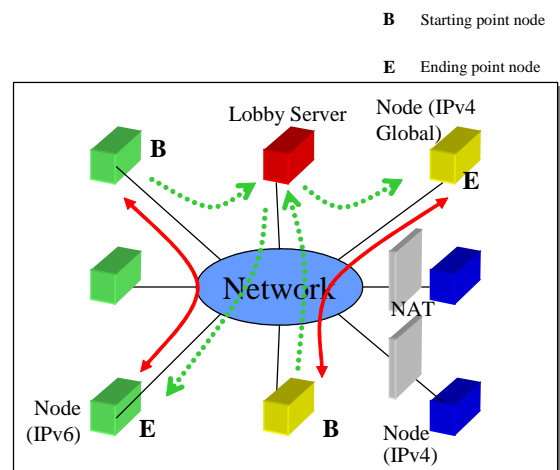 B Starting point node
E Ending point node
Lobby Server
Node (IPv4
Global)
B
E
Network
NAT
Node
(IPv6)
E
B
Node
(IPv4)